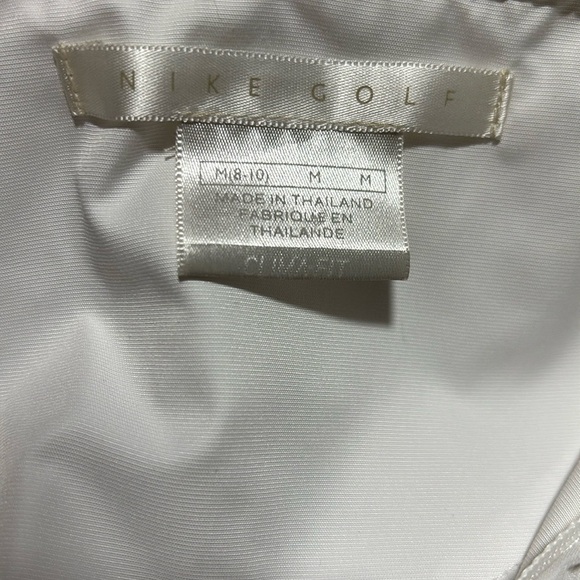 NIKE GOLF
M(8-10) M M
MADE IN THAILAND
FABRIQUE EN
THAILANDE
CLIMA FIT